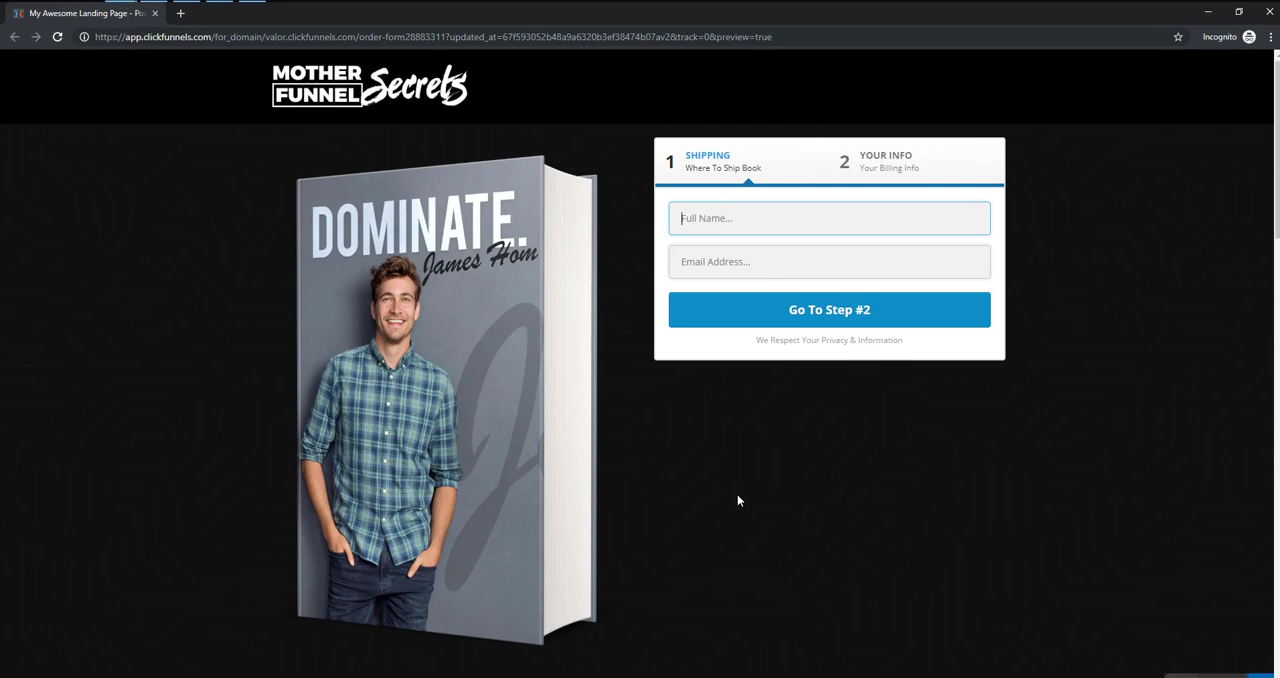 My Awesome Landing Page - Po
https://app.clickfunnels.com/for_domain/valor.clickfunnels.com/order-form28883311?updated_at=67f593052b48a9a6320b3ef38474b07av2&track=0&preview=true
Incognito
MOTHER
FUNNEL
Secrets
1
SHIPPING
Where To Ship Book
2
YOUR INFO
Your Billing Info
Full Name...
Email Address...
Go To Step #2
We Respect Your Privacy & Information
DOMINATE.
James Hom
J